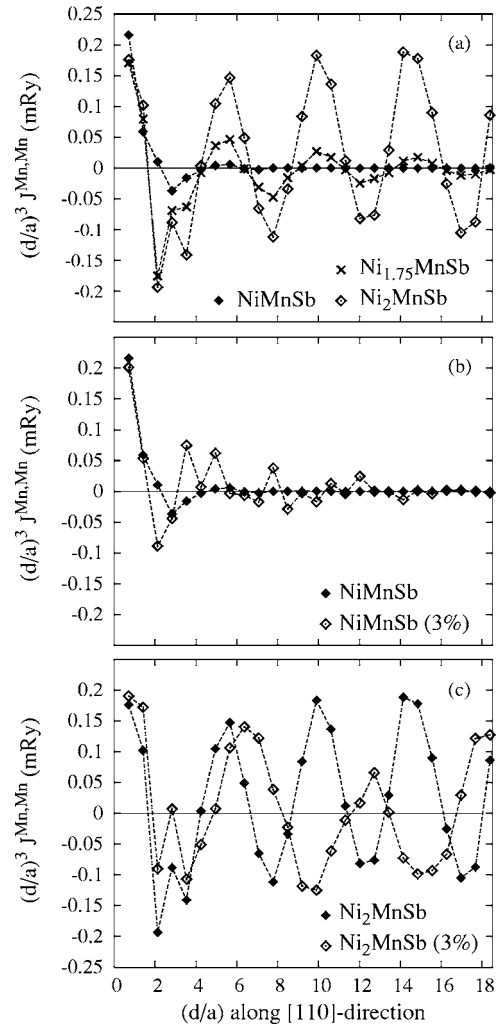 0.25
(a)
0.2
0.15
0.1
0.05
0
-0.05
-0.1
-0.15
-0.2
(d/a)³ J^Mn,Mn (mRy)
Ni₁.₇₅MnSb
NiMnSb
Ni₂MnSb
(b)
0.2
0.15
0.1
0.05
0
-0.05
-0.1
-0.15
-0.2
(d/a)³ J^Mn,Mn (mRy)
NiMnSb
NiMnSb (3%)
(c)
0.2
0.15
0.1
0.05
0
-0.05
-0.1
-0.15
-0.2
0.25
(d/a)³ J^Mn,Mn (mRy)
Ni₂MnSb
Ni₂MnSb (3%)
0 2 4 6 8 10 12 14 16 18
(d/a) along [110]-direction